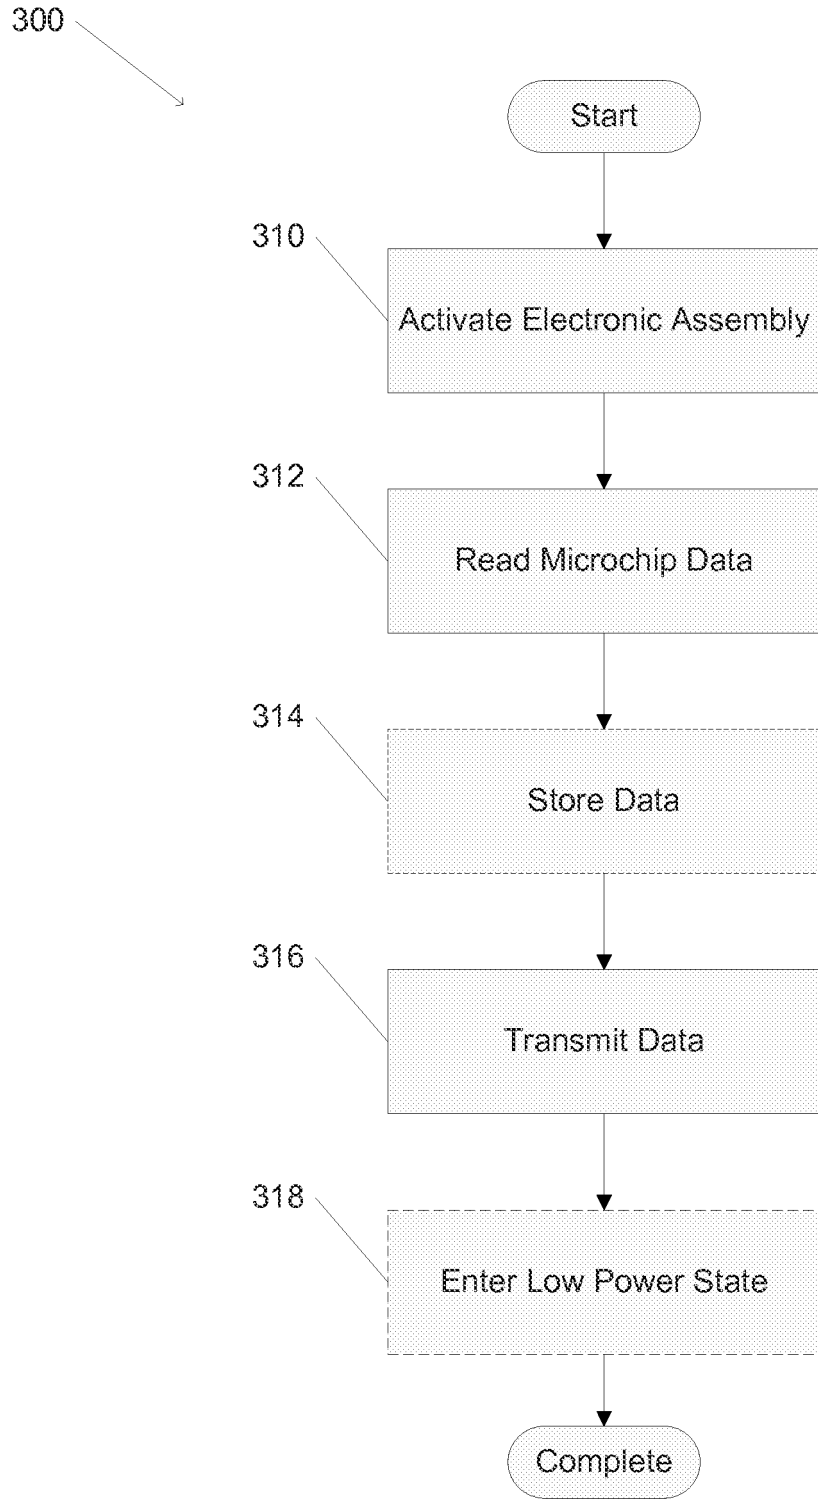 300
Start
310
Activate Electronic Assembly
312
Read Microchip Data
314
Store Data
316
Transmit Data
318
Enter Low Power State
Complete